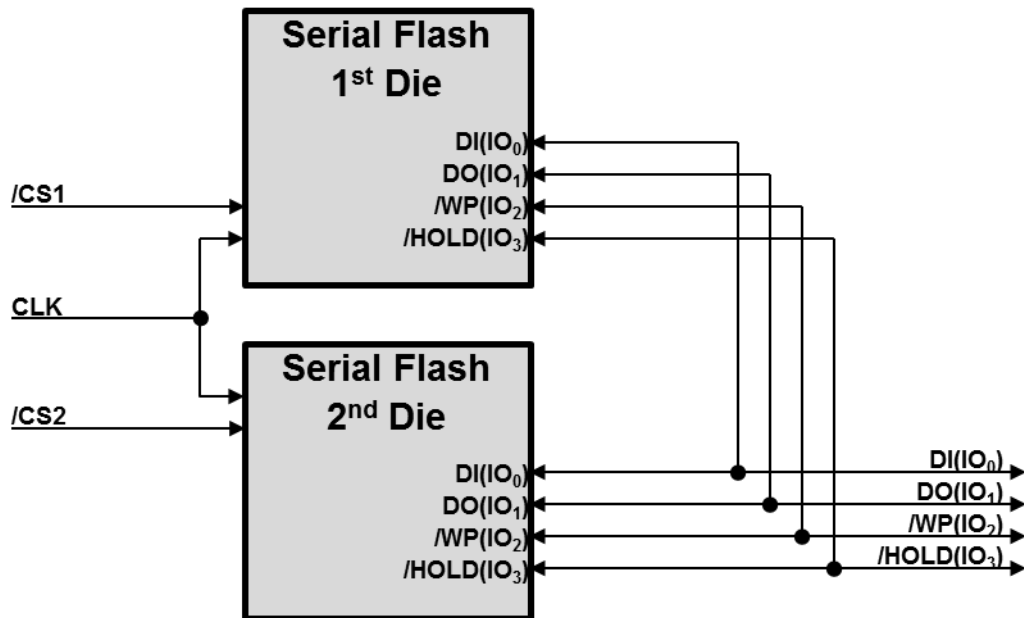 Serial Flash
1st Die
DI(IO0)
DO(IO1)
/WP(IO2)
/HOLD(IO3)
/CS1
CLK
/CS2
Serial Flash
2nd Die
DI(IO0)
DO(IO1)
/WP(IO2)
/HOLD(IO3)
DI(IO0)
DO(IO1)
/WP(IO2)
/HOLD(IO3)